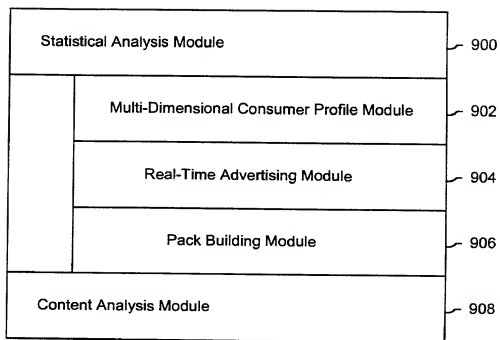 Statistical Analysis Module 900
Multi-Dimensional Consumer Profile Module 902
Real-Time Advertising Module 904
Pack Building Module 906
Content Analysis Module 908